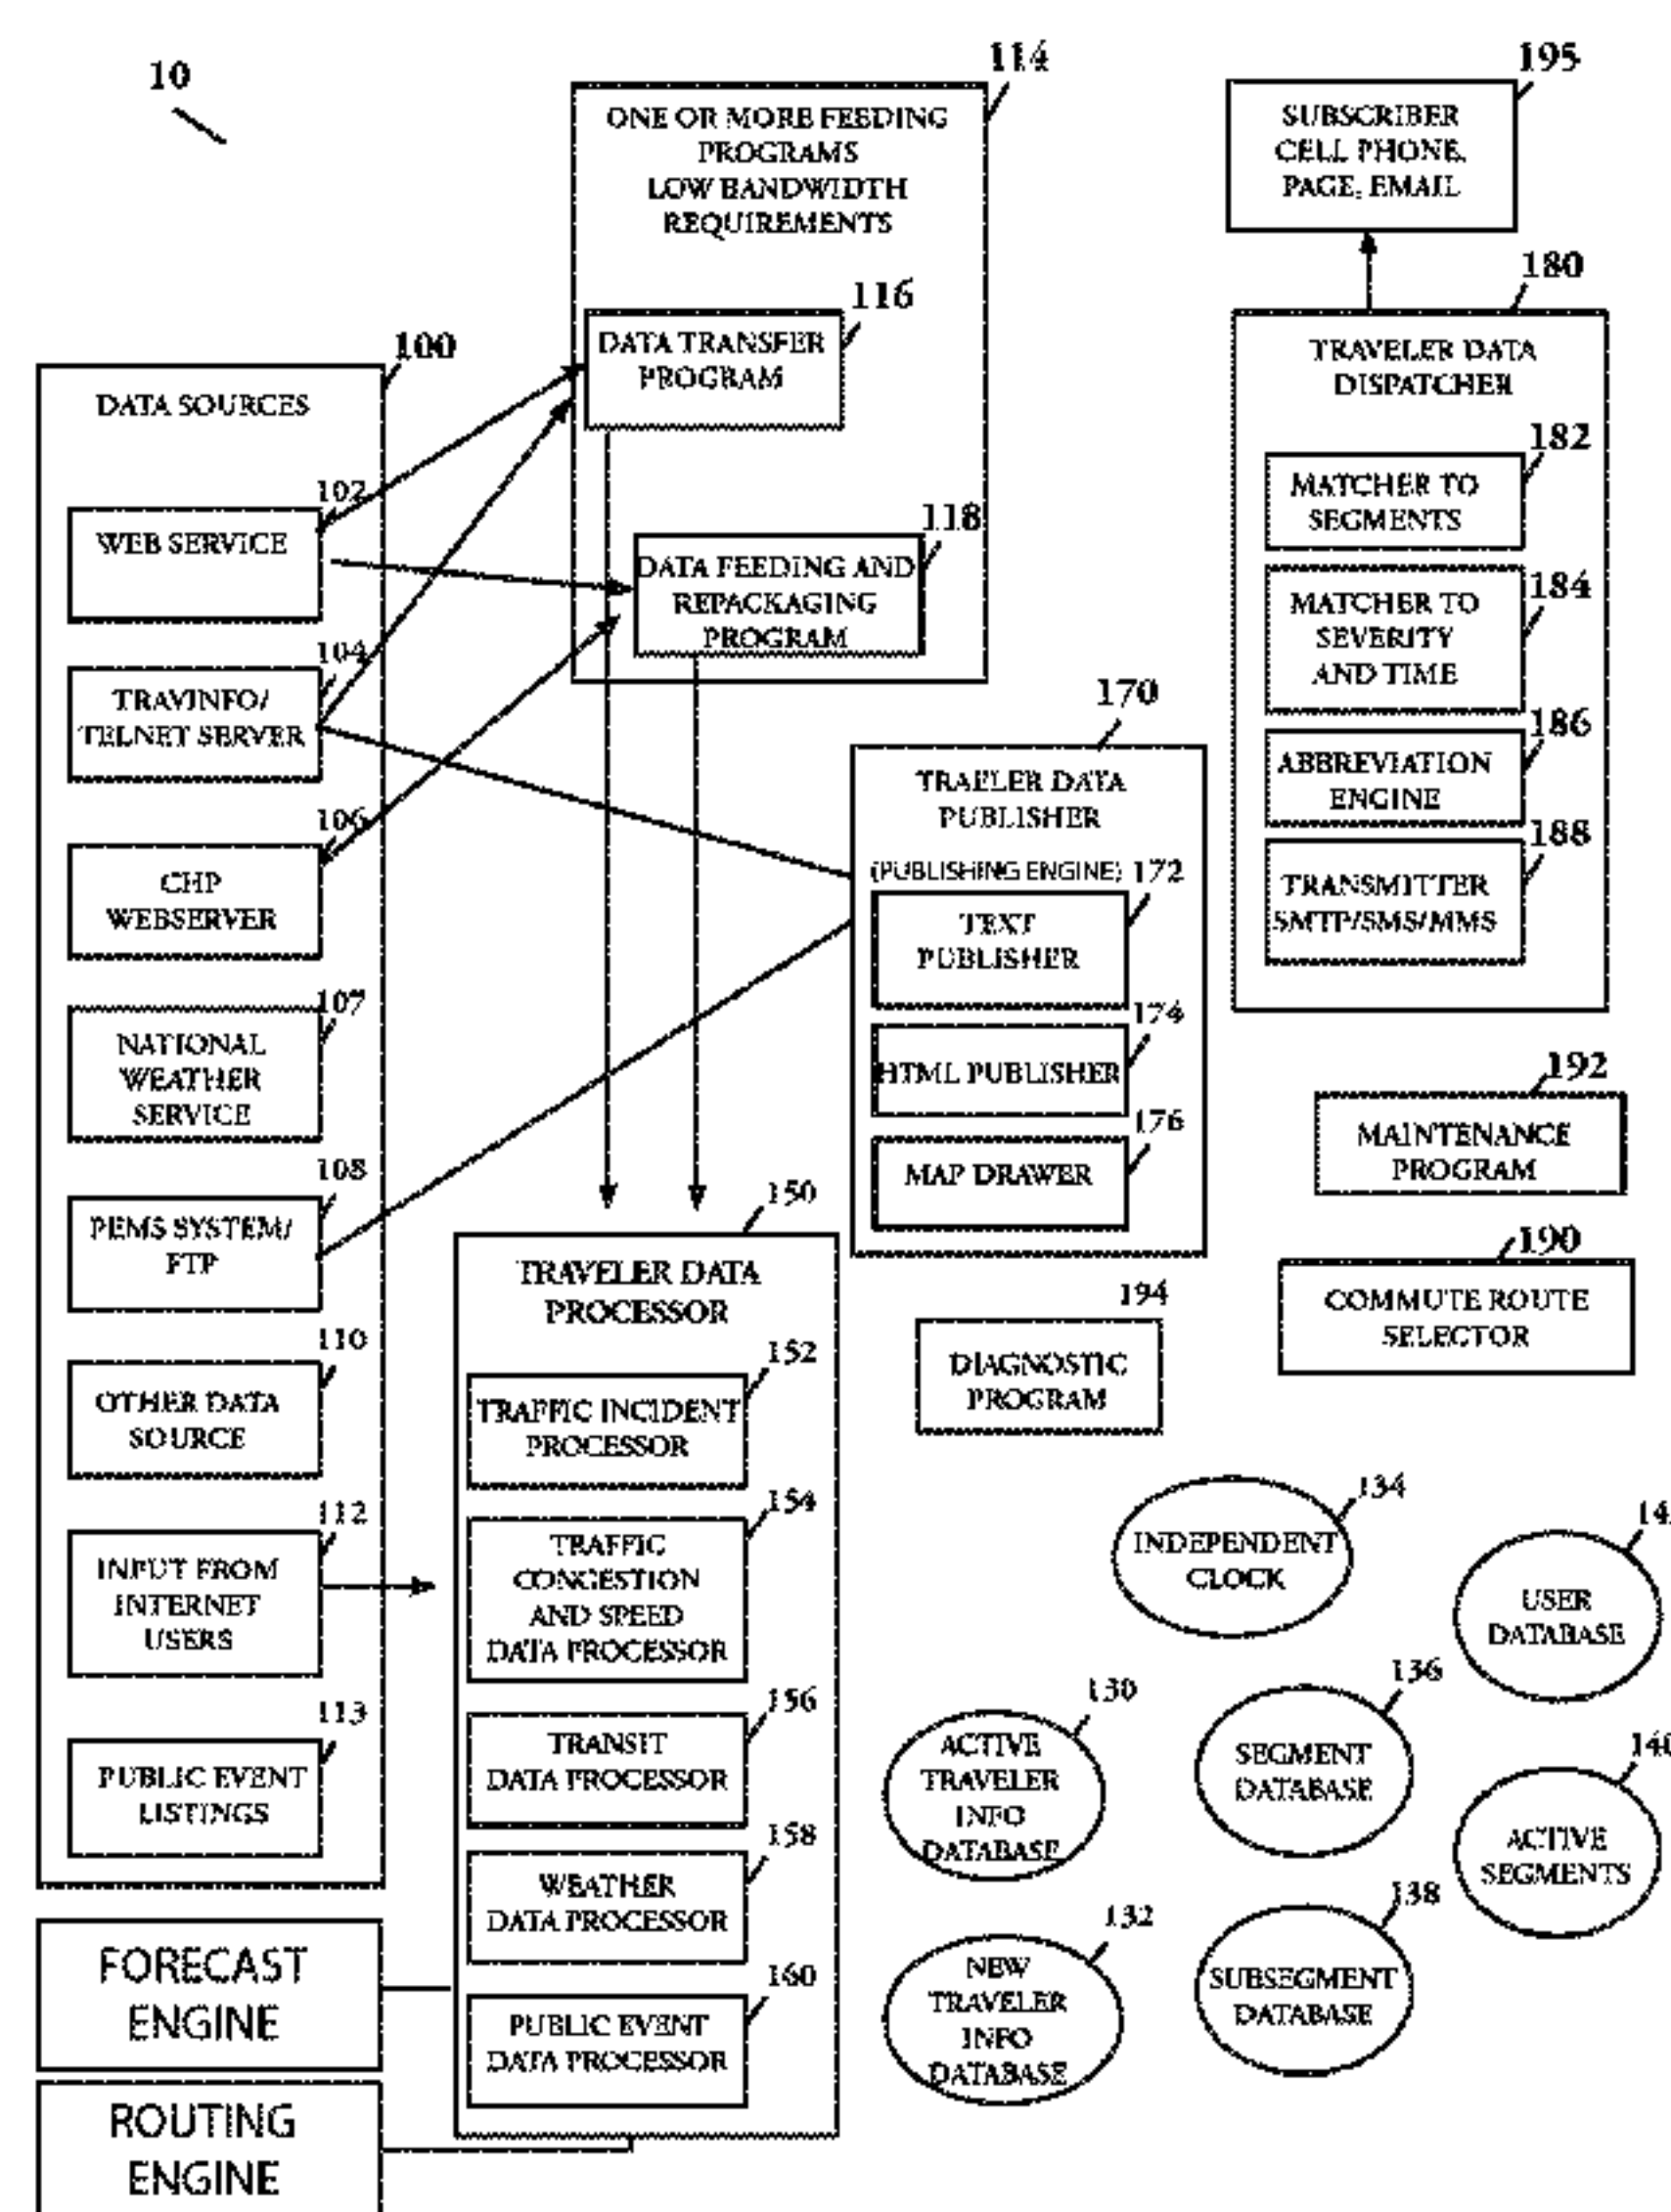 10
114
ONE OR MORE FEEDING
PROGRAMS
LOW BANDWIDTH
REQUIREMENTS
116
DATA TRANSFER
PROGRAM
118
DATA FEEDING AND
REPACKAGING
PROGRAM
195
SUBSCRIBER
CELL PHONE,
PAGE, EMAIL
180
TRAVELER DATA
DISPATCHER
182
MATCHER TO
SEGMENTS
184
MATCHER TO
SEVERITY
AND TIME
186
ABBREVIATION
ENGINE
188
TRANSMITTER
SMTP/SMS/MMS
100
DATA SOURCES
102
WEB SERVICE
104
TRAVINFO/
TELNET SERVER
106
CHP
WEBSERVER
107
NATIONAL
WEATHER
SERVICE
108
PEMS SYSTEM/
FTP
110
OTHER DATA
SOURCE
112
INPUT FROM
INTERNET
USERS
113
PUBLIC EVENT
LISTINGS
170
TRAELER DATA
PUBLISHER
(PUBLISHING ENGINE)
172
TEXT
PUBLISHER
174
HTML PUBLISHER
176
MAP DRAWER
192
MAINTENANCE
PROGRAM
190
COMMUTE ROUTE
SELECTOR
194
DIAGNOSTIC
PROGRAM
150
TRAVELER DATA
PROCESSOR
152
TRAFFIC INCIDENT
PROCESSOR
154
TRAFFIC
CONGESTION
AND SPEED
DATA PROCESSOR
156
TRANSIT
DATA PROCESSOR
158
WEATHER
DATA PROCESSOR
160
PUBLIC EVENT
DATA PROCESSOR
134
INDEPENDENT
CLOCK
USER
DATABASE
130
ACTIVE
TRAVELER
INFO
DATABASE
136
SEGMENT
DATABASE
140
ACTIVE
SEGMENTS
132
NEW
TRAVELER
INFO
DATABASE
138
SUBSEGMENT
DATABASE
FORECAST
ENGINE
ROUTING
ENGINE